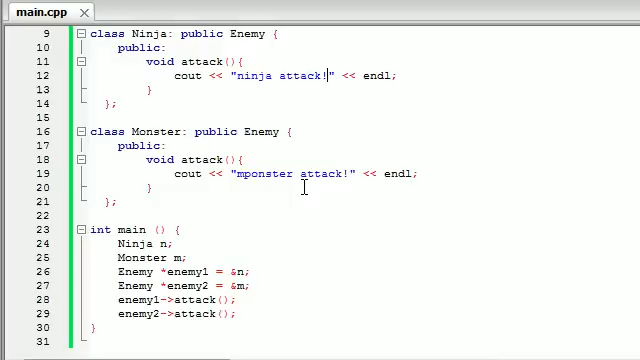 main.cpp
9 class Ninja: public Enemy {
10 public:
11 void attack(){
12 cout << "ninja attack!" << endl;
13 }
14 };
15
16 class Monster: public Enemy {
17 public:
18 void attack(){
19 cout << "mponster attack!" << endl;
20 }
21 };
22
23 int main () {
24 Ninja n;
25 Monster m;
26 Enemy *enemy1 = &n;
27 Enemy *enemy2 = &m;
28 enemy1->attack();
29 enemy2->attack();
30 }
31